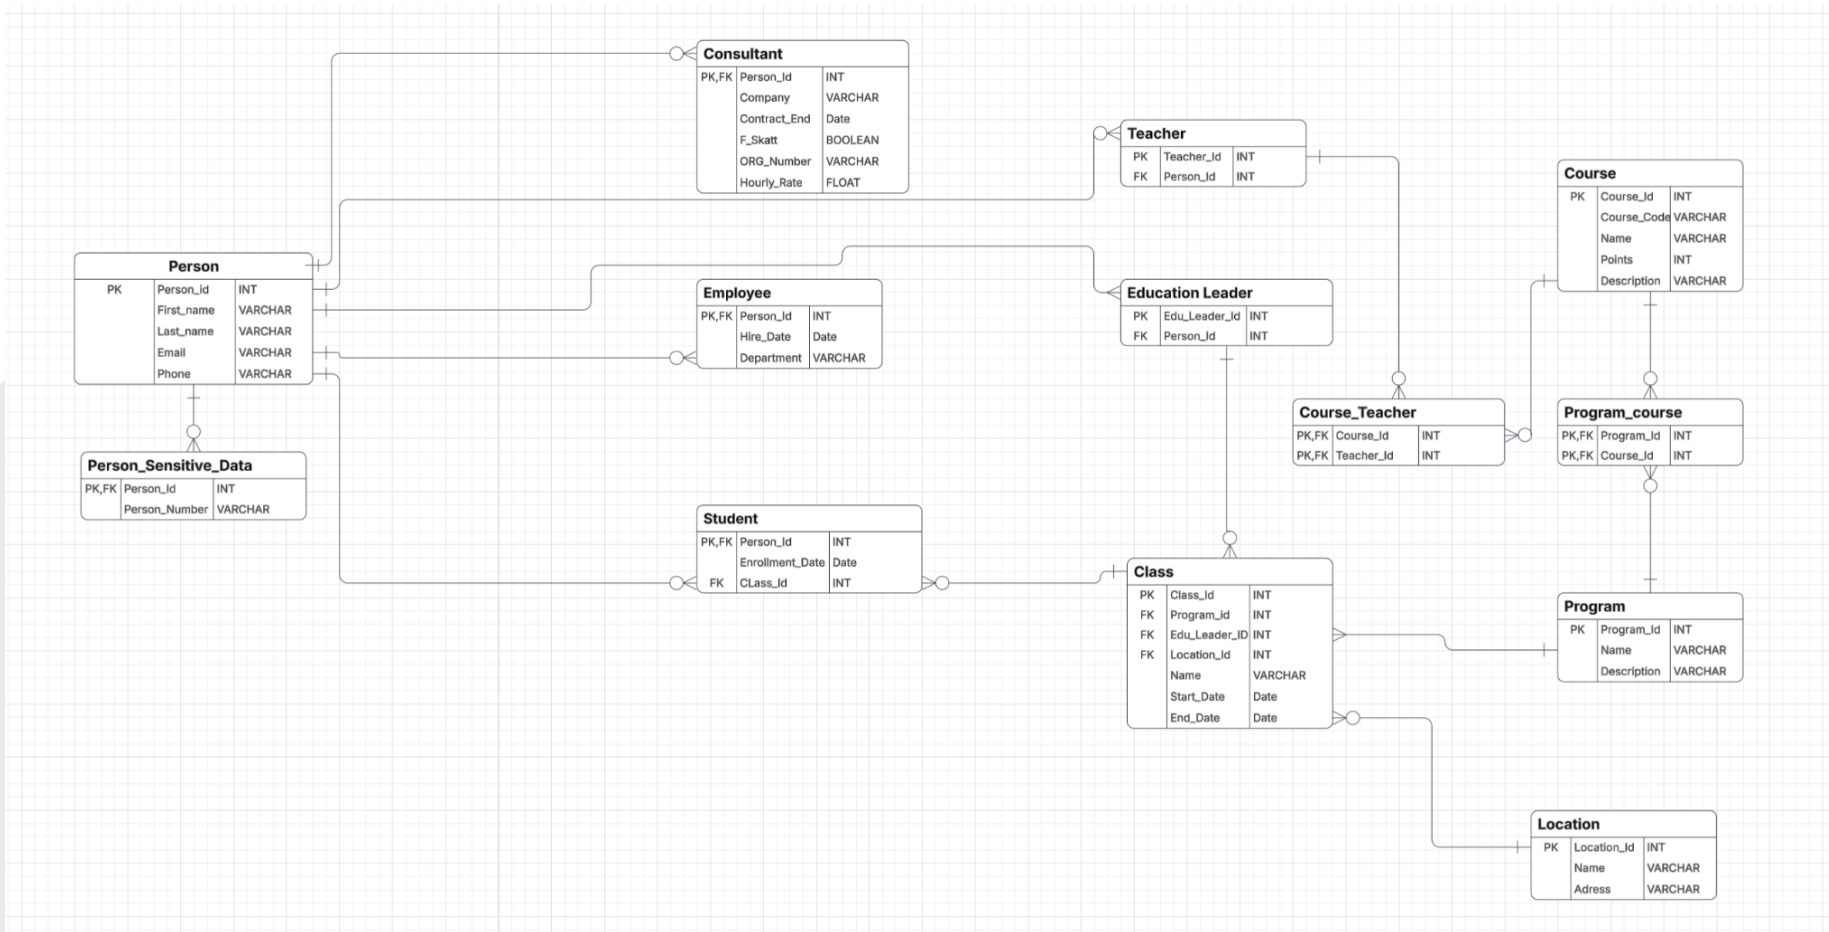 Consultant
PK,FK Person_Id INT
Company VARCHAR
Contract_End Date
F_Skatt BOOLEAN
ORG_Number VARCHAR
Hourly_Rate FLOAT
Teacher
PK Teacher_Id INT
FK Person_Id INT
Course
PK Course_Id INT
Course_Code VARCHAR
Name VARCHAR
Points INT
Description VARCHAR
Person
PK Person_id INT
First_name VARCHAR
Last_name VARCHAR
Email VARCHAR
Phone VARCHAR
Employee
PK,FK Person_Id INT
Hire_Date Date
Department VARCHAR
Education Leader
PK Edu_Leader_Id INT
FK Person_Id INT
Course_Teacher
PK,FK Course_Id INT
PK,FK Teacher_Id INT
Program_course
PK,FK Program_Id INT
PK,FK Course_Id INT
Person_Sensitive_Data
PK,FK Person_Id INT
Person_Number VARCHAR
Student
PK,FK Person_Id INT
Enrollment_Date Date
FK CLass_Id INT
Class
PK Class_Id INT
FK Program_id INT
FK Edu_Leader_ID INT
FK Location_Id INT
Name VARCHAR
Start_Date Date
End_Date Date
Program
PK Program_Id INT
Name VARCHAR
Description VARCHAR
Location
PK Location_Id INT
Name VARCHAR
Adress VARCHAR